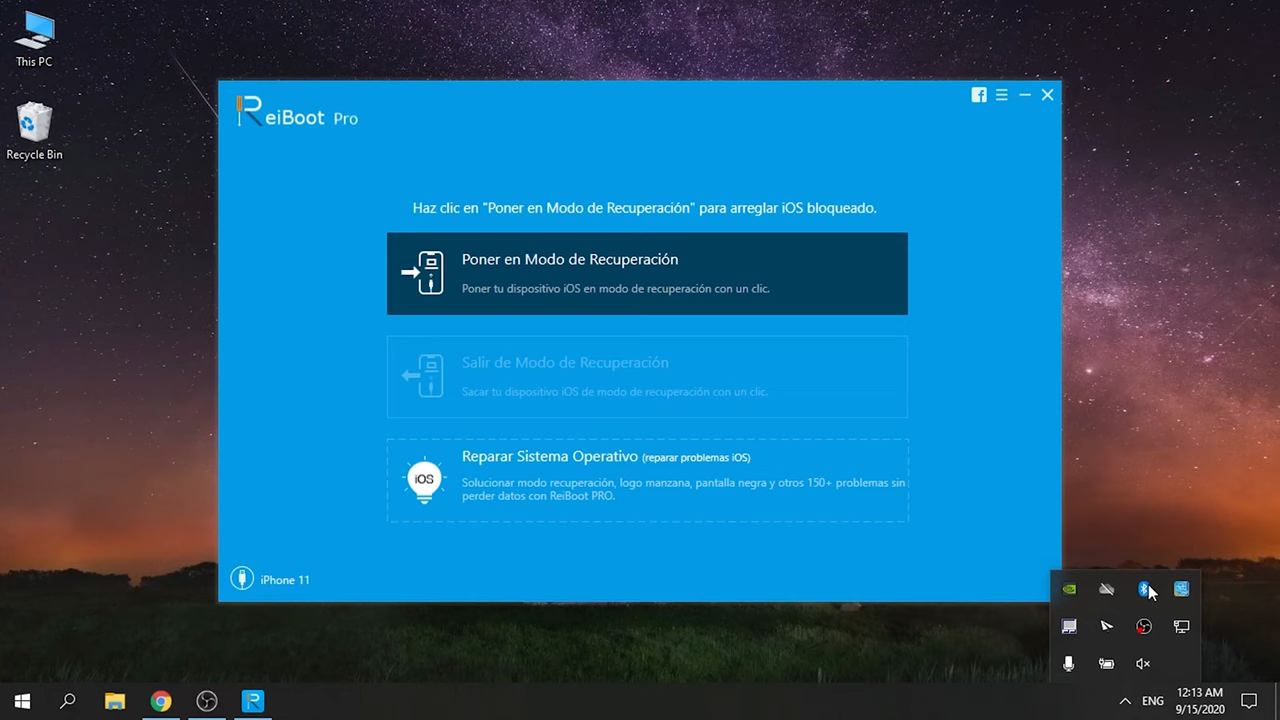 This PC
Recycle Bin
ReiBoot Pro
Haz clic en "Poner en Modo de Recuperación" para arreglar iOS bloqueado.
Poner en Modo de Recuperación
Poner tu dispositivo iOS en modo de recuperación con un clic.
Salir de Modo de Recuperación
Sacar tu dispositivo iOS de modo de recuperación con un clic.
iOS
Reparar Sistema Operativo (reparar problemas iOS)
Solucionar modo recuperación, logo manzana, pantalla negra y otros 150+ problemas sin
perder datos con ReiBoot PRO.
iPhone 11
ENG
12:13 AM
9/15/2020